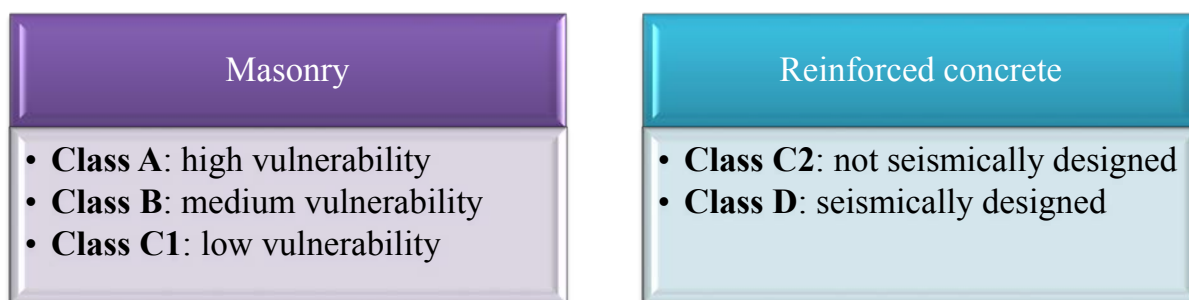 Masonry
• Class A: high vulnerability
• Class B: medium vulnerability
• Class C1: low vulnerability
Reinforced concrete
• Class C2: not seismically designed
• Class D: seismically designed